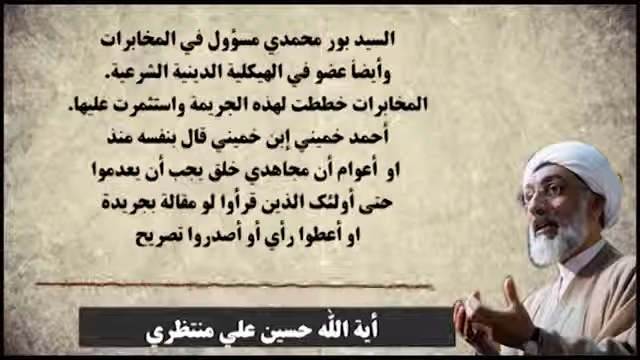 السيد بور محمدي مسؤول في المخابرات
وأيضاً عضو في الهيكلية الدينية الشرعية.
المخابرات خططت لهذه الجريمة واستثمرت عليها.
أحمد خميني إبن خميني قال بنفسه منذ
او أعوام أن مجاهدي خلق يجب أن يعدموا
حتى أولئك الذين قرأوا لو مقالة بجريدة
او أعطوا رأي أو أصدروا تصريح
أية الله حسين علي منتظري